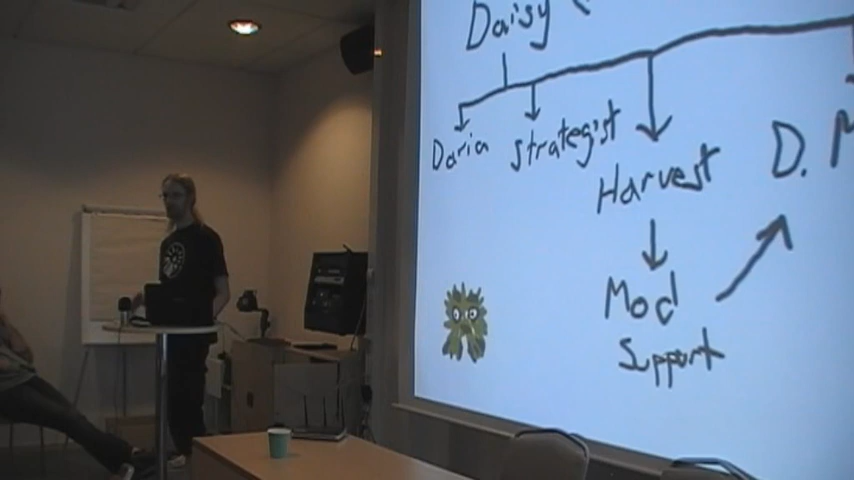 Daisy
Daria strategist
Harvest
D.
Mod
Support